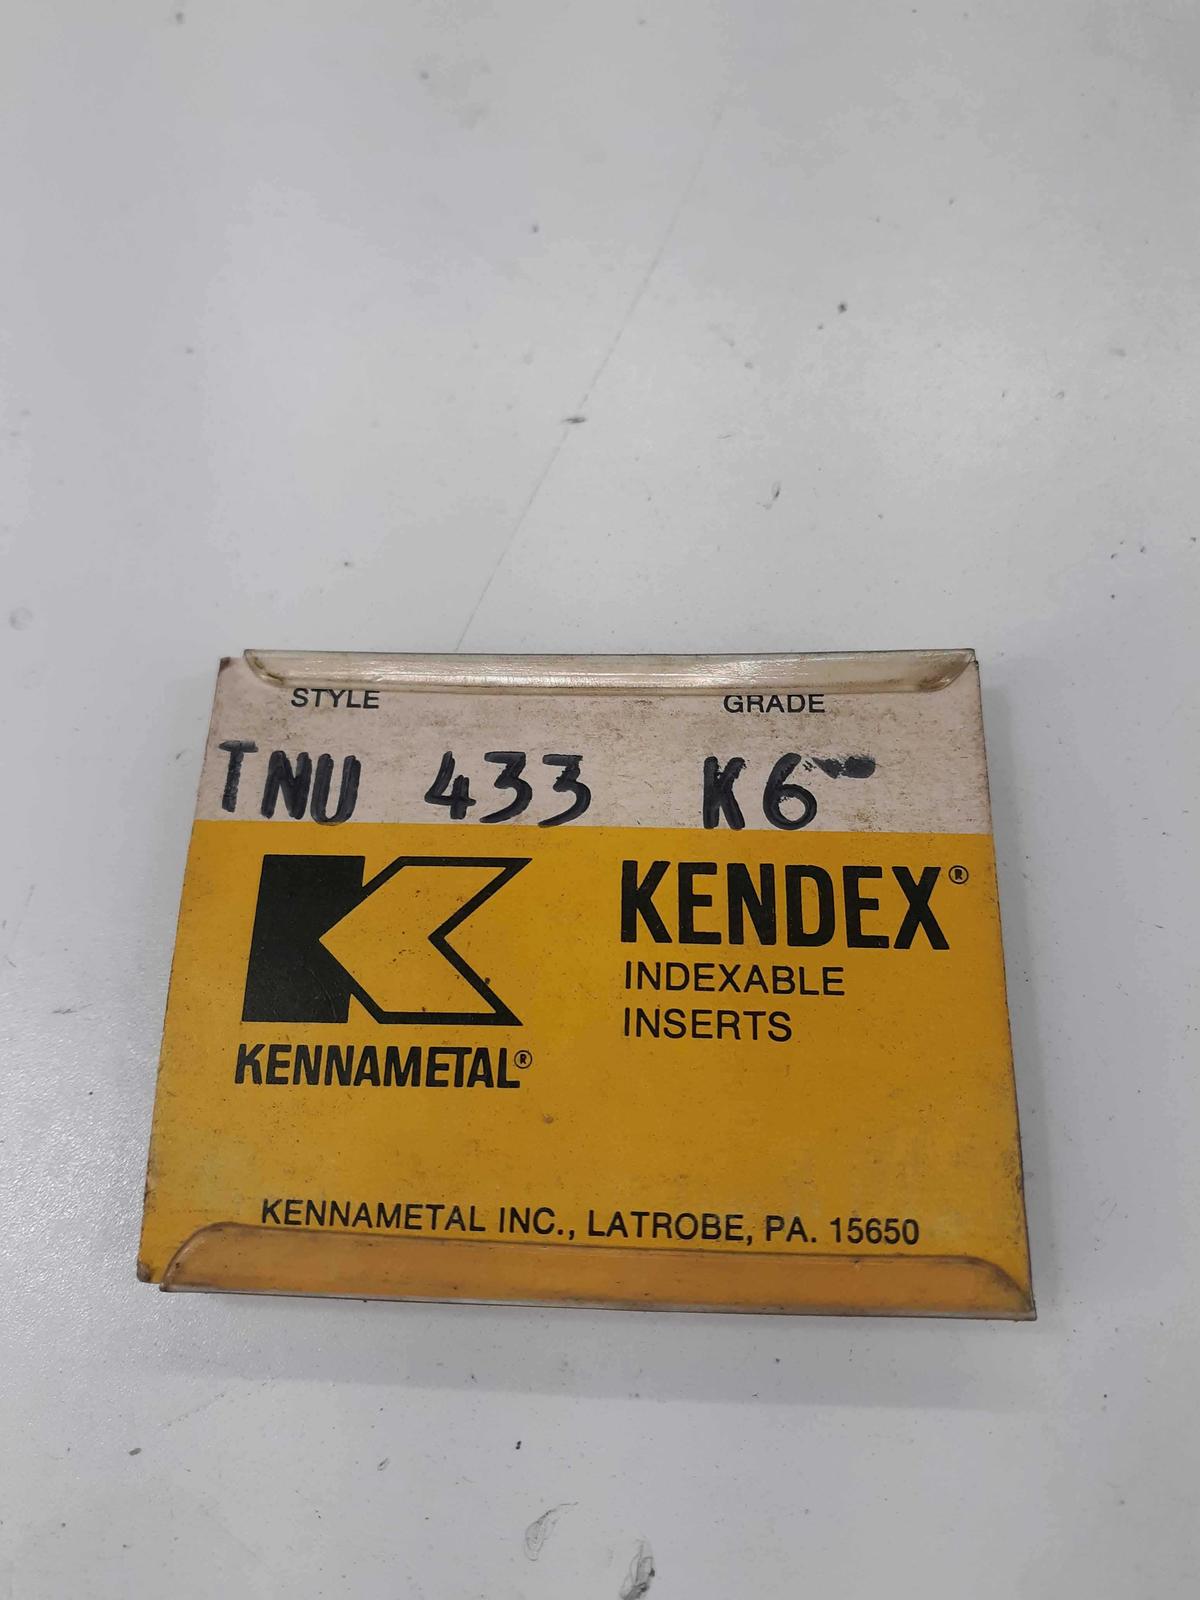 STYLE GRADE
TNU 433 K6
KENDEX®
INDEXABLE
INSERTS
KENNAMETAL®
KENNAMETAL INC., LATROBE, PA. 15650